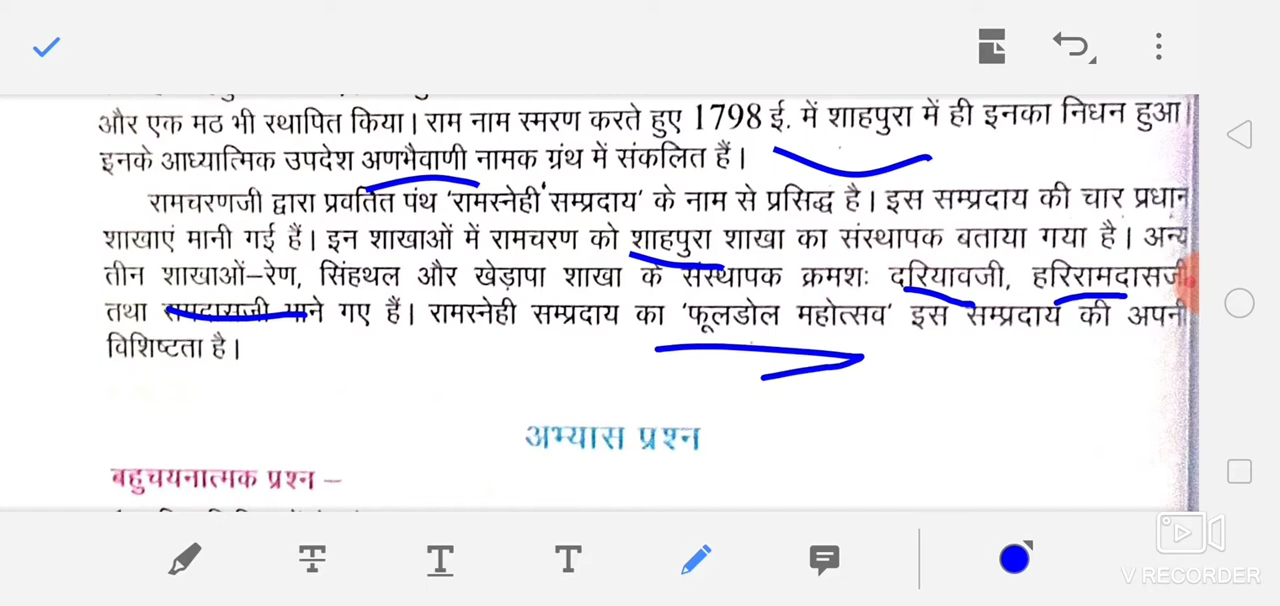 और एक मठ भी स्थापित किया। राम नाम स्मरण करते हुए 1798 ई. में शाहपुरा में ही इनका निधन हुआ।
इनके आध्यात्मिक उपदेश अणभैवाणी नामक ग्रंथ में संकलित हैं।
रामचरणजी द्वारा प्रवर्तित पंथ 'रामस्नेही सम्प्रदाय' के नाम से प्रसिद्ध है। इस सम्प्रदाय की चार प्रधान
शाखाएं मानी गई हैं। इन शाखाओं में रामचरण को शाहपुरा शाखा का संस्थापक बताया गया है। अन्य
तीन शाखाओं-रेण, सिंहथल और खेड़ापा शाखा के संस्थापक क्रमशः दरियावजी, हरिरामदासजी
तथा रामदासजी माने गए हैं। रामस्नेही सम्प्रदाय का 'फूलडोल महोत्सव' इस सम्प्रदाय की अपनी
विशिष्टता है।
अभ्यास प्रश्न
बहुचयनात्मक प्रश्न –
T T T
V RECORDER